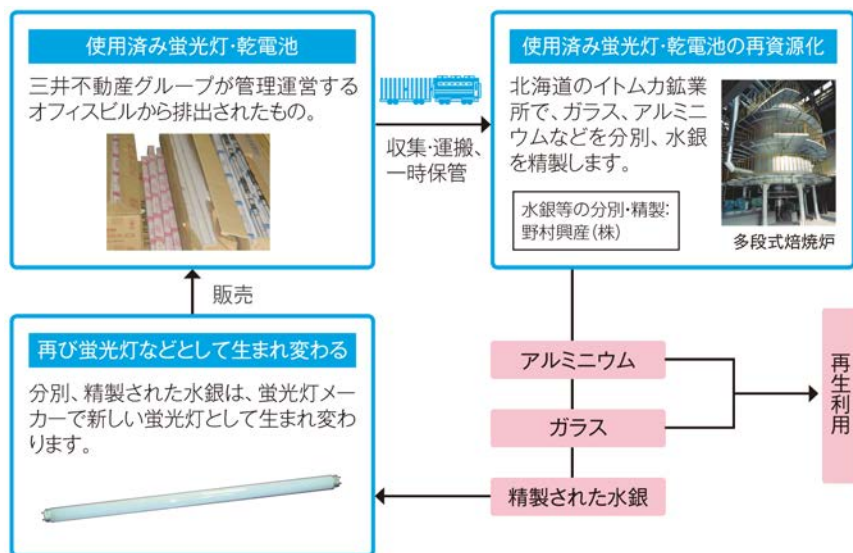 使用済み蛍光灯・乾電池
三井不動産グループが管理運営する
オフィスビルから排出されたもの。
収集・運搬、
一時保管
使用済み蛍光灯・乾電池の再資源化
北海道のイトムカ鉱業
所で、ガラス、アルミニ
ウムなどを分別、水銀
を精製します。
水銀等の分別・精製:
野村興産(株)
多段式焙焼炉
アルミニウム
ガラス
精製された水銀
再生利用
販売
再び蛍光灯などとして生まれ変わる
分別、精製された水銀は、蛍光灯メー
カーで新しい蛍光灯として生まれ変わ
ります。